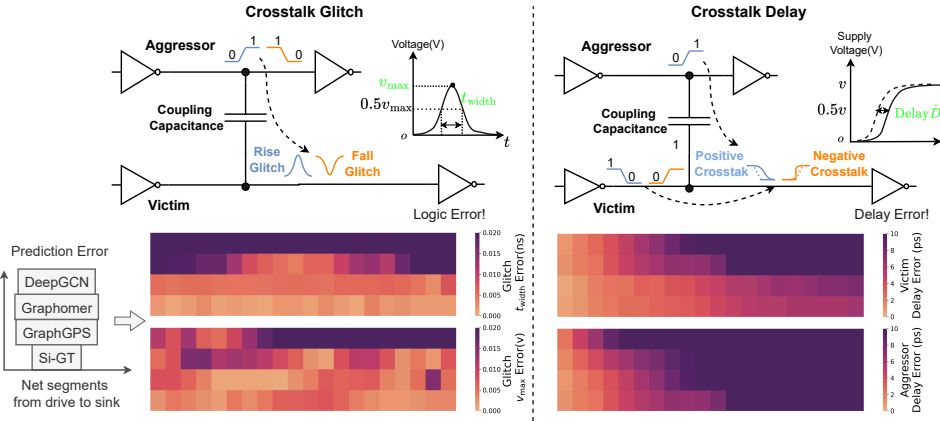 Crosstalk Glitch
Aggressor
0
1
1
0
Coupling
Capacitance
Rise
Glitch
Fall
Glitch
Victim
Logic Error!
Voltage(V)
v_max
0.5v_max
t_width
o
t
Crosstalk Delay
Aggressor
0
1
Coupling
Capacitance
1
Positive
Crosstak
Negative
Crosstalk
1
0
0
Victim
Delay Error!
Supply
Voltage(V)
v
0.5v
Delay D̂
o
Prediction Error
DeepGCN
Graphomer
GraphGPS
Si-GT
Net segments
from drive to sink
0.020
0.015
0.010
0.005
0.000
Glitch
t_width Error(ns)
0.020
0.015
0.010
0.005
0.000
Glitch
v_max Error(v)
10
8
6
4
2
0
Victim
Delay Error (ps)
10
8
6
4
2
0
Aggressor
Delay Error (ps)